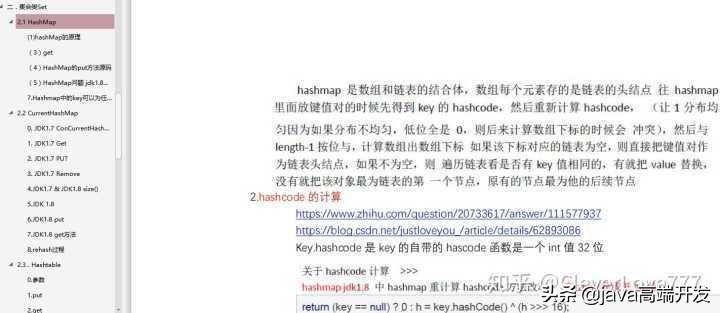 二．集合类Set
2.1 HashMap
(1)hashMap的原理
（3）get
（4）HashMap的put方法源码
（5）HashMap问题 jdk1.8...
7.Hashmap中的key可以为任...
2.2 CurrentHashMap
0. JDK1.7 ConCurrentHash...
1. JDK1.7 Get
2. JDK1.7 PUT
3. JDK1.7 Remove
4.JDK1.7 & JDK1.8 size()
5.JDK 1.8
6.JDK1.8 put
7.JDK1.8 get方法
8.rehash过程
2.3．Hashtable
0.参数
1.put
2.get
hashmap 是数组和链表的结合体，数组每个元素存的是链表的头结点 往 hashmap
里面放键值对的时候先得到 key 的 hashcode，然后重新计算 hashcode，（让 1 分布均
匀因为如果分布不均匀，低位全是 0，则后来计算数组下标的时候会 冲突），然后与
length-1 按位与，计算数组出数组下标 如果该下标对应的链表为空，则直接把键值对作
为链表头结点，如果不为空，则 遍历链表看是否有 key 值相同的，有就把 value 替换，
没有就把该对象最为链表的第 一个节点，原有的节点最为他的后续节点
2.hashcode 的计算
https://www.zhihu.com/question/20733617/answer/111577937
https://blog.csdn.net/justloveyou_/article/details/62893086
Key.hashcode 是 key 的自带的 hascode 函数是一个 int 值 32 位
关于 hashcode 计算 >>>
hashmap jdk1.8 中 hashmap 重计算 hashcode 方法改
return (key == null) ? 0 : h = key.hashCode() ^ (h >>> 16);
知乎
头条 @java高端开发